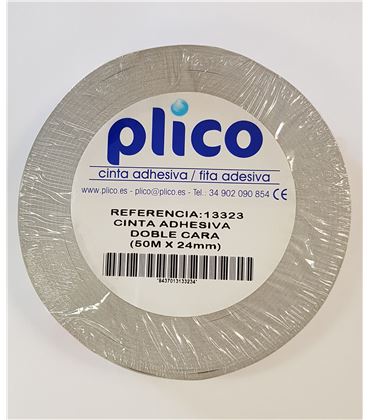 plico
cinta adhesiva / fita adesiva
www.plico.es - plico@plico.es - Tel.: 34 902 090 854 CE
REFERENCIA:13323
CINTA ADHESIVA
DOBLE CARA
(50M X 24mm)
*8437013133234*